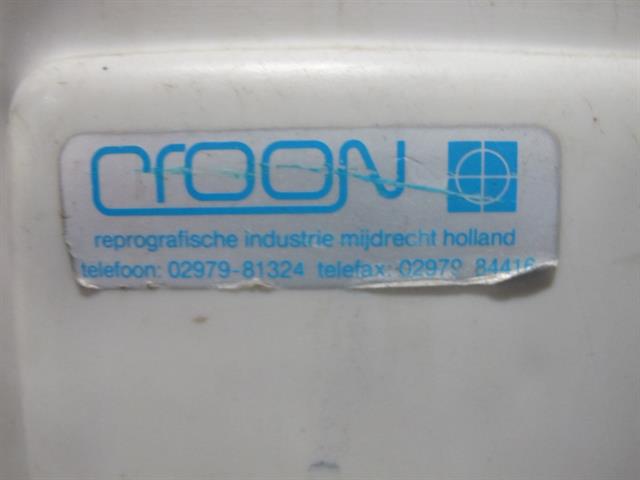 croon
reprografische industrie mijdrecht holland
telefoon: 02979-81324 telefax: 02979 84416